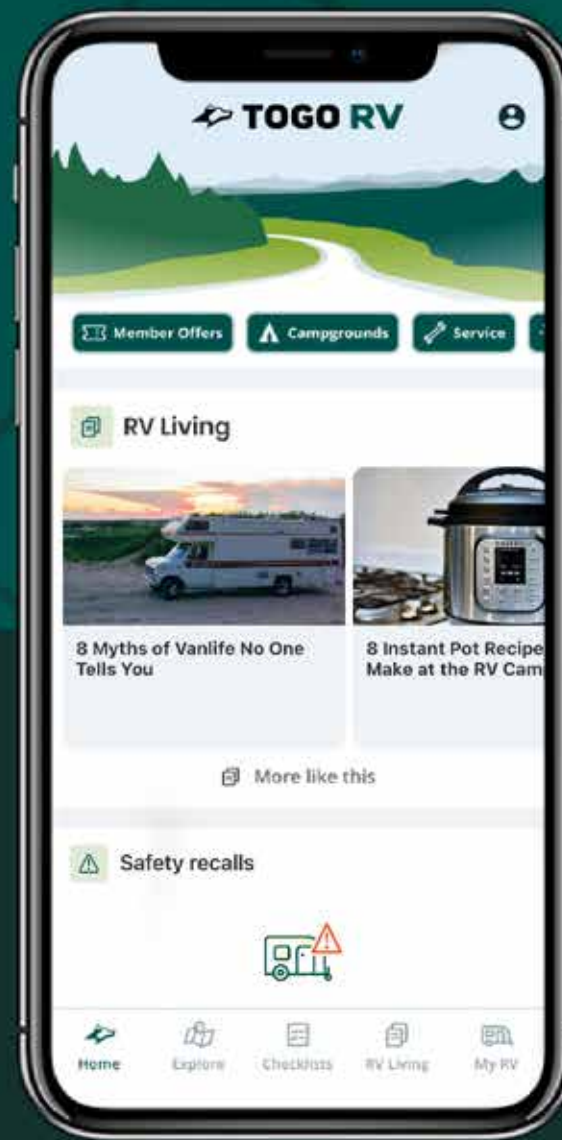 TOGO RV
Member Offers
Campgrounds
Service
RV Living
8 Myths of Vanlife No One
Tells You
8 Instant Pot Recipe
Make at the RV Cam
More like this
Safety recalls
Home
Explore
Checklists
RV Living
My RV